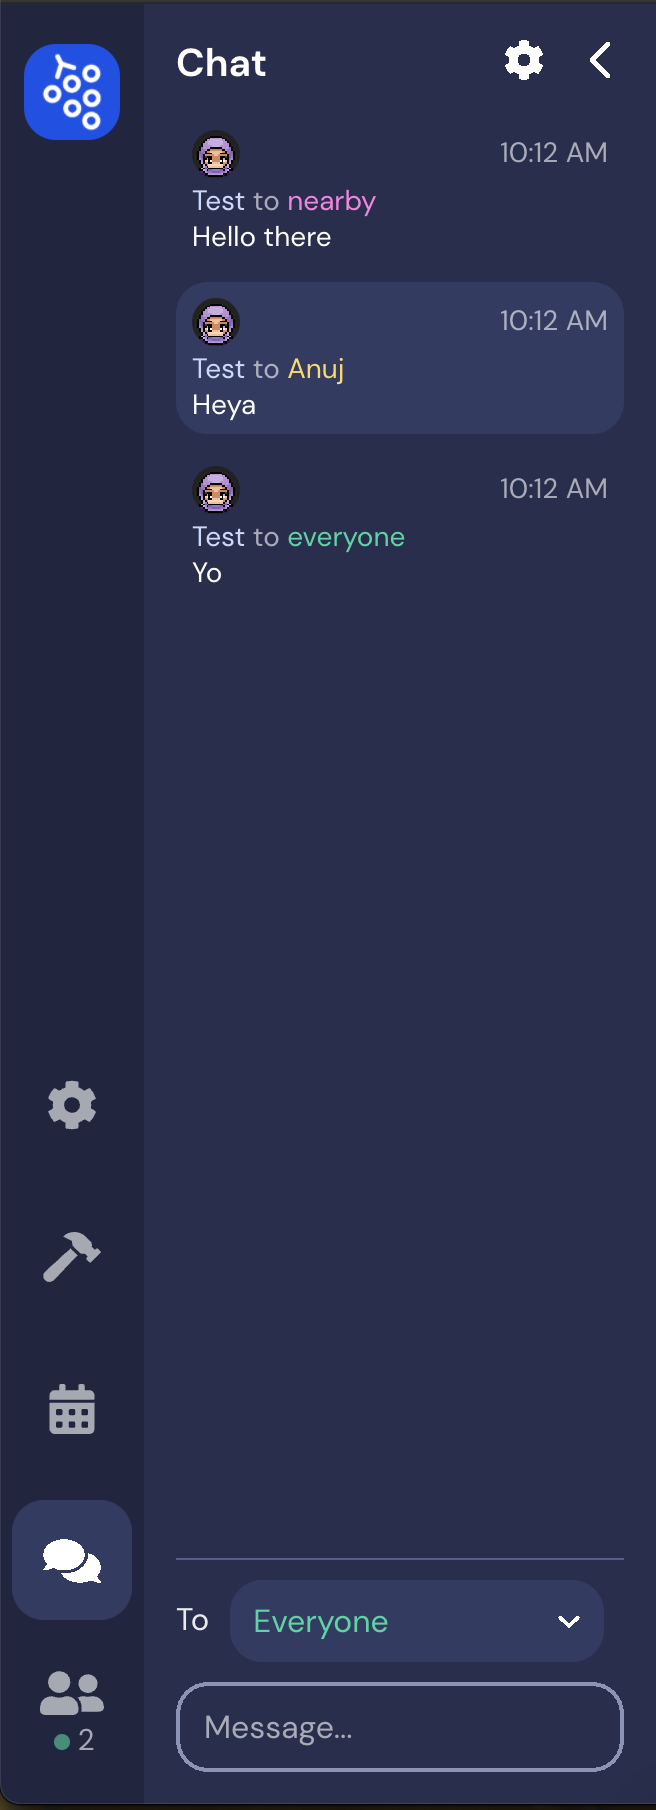 Chat
10:12 AM
Test to nearby
Hello there
10:12 AM
Test to Anuj
Heya
10:12 AM
Test to everyone
Yo
To Everyone
Message...
2